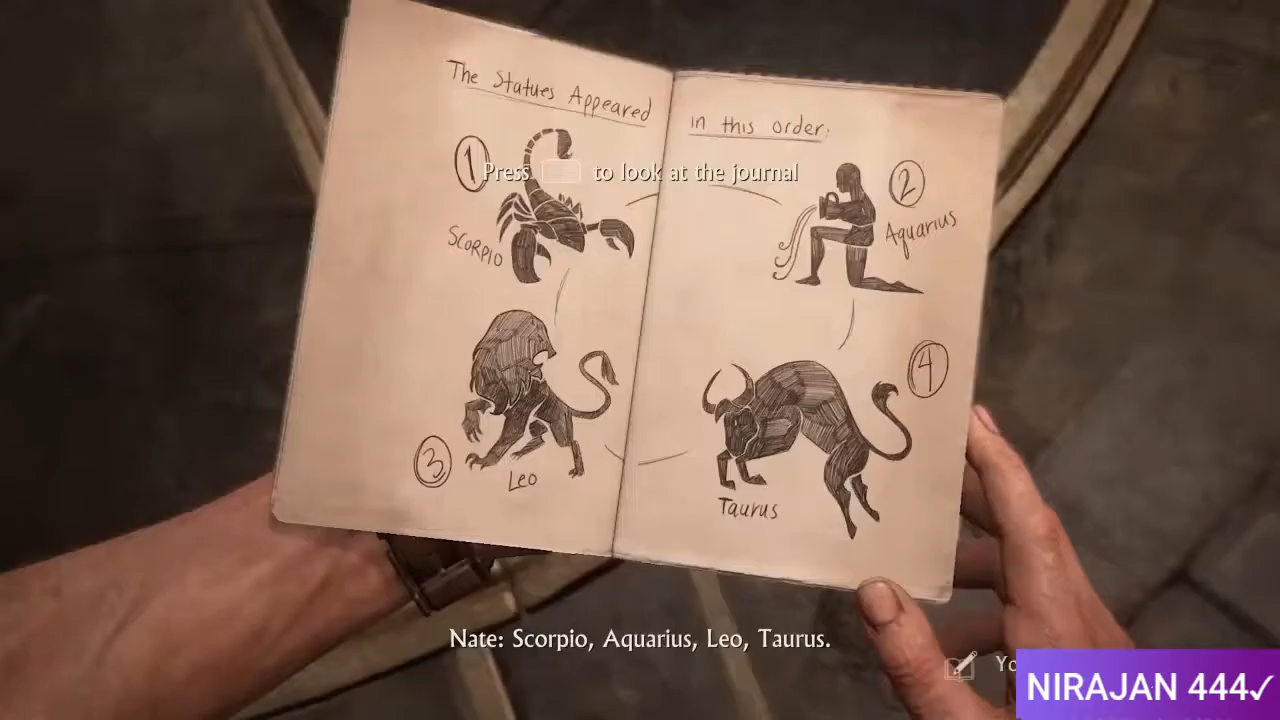 The Statues Appeared
in this order:
1
Press to look at the journal
2
SCORPIO
Aquarius
4
3
Leo
Taurus
Nate: Scorpio, Aquarius, Leo, Taurus.
NIRAJAN 444✓